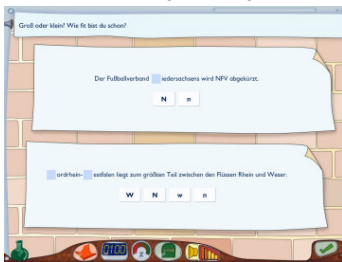 Groß oder klein? Wie fit bist du schon?
Der Fußballverband iedersachsens wird NFV abgekürzt.
N n
ordrhein- estfalen liegt zum größten Teil zwischen den Flüssen Rhein und Weser.
W N w n